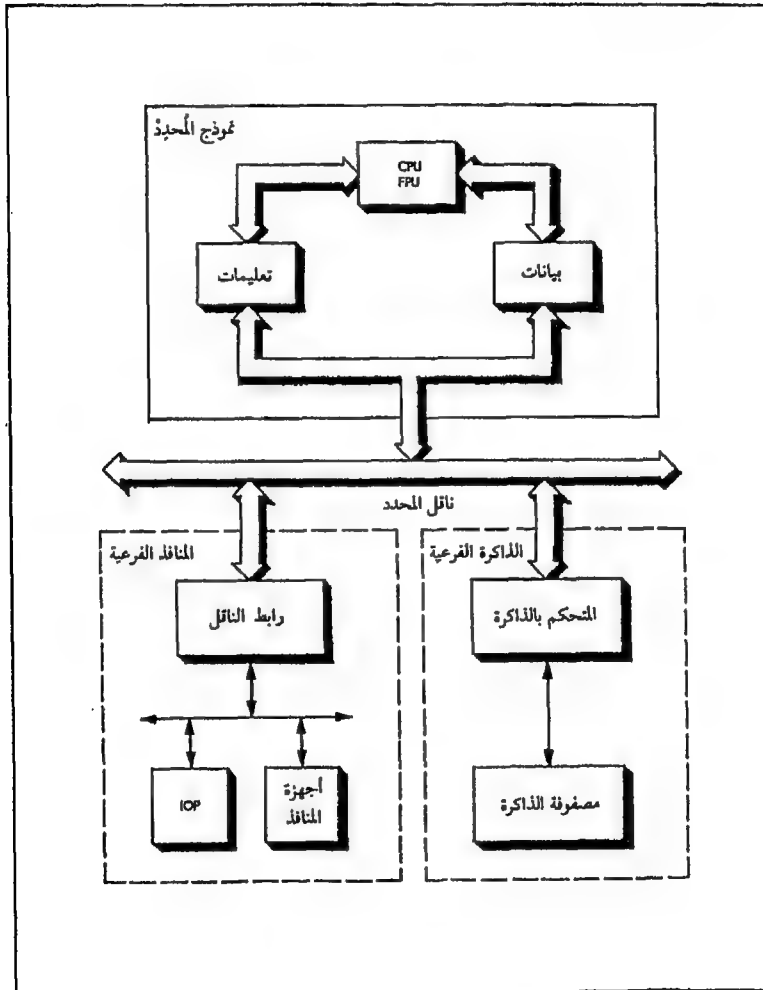 نموذج المُحدِدْ
CPU
FPU
تعليمات
بيانات
ناقل المحدد
الذاكرة الفرعية
المنافذ الفرعية
المتحكم بالذاكرة
رابط الناقل
أجهزة
المنافذ
IOP
مصفوفة الذاكرة